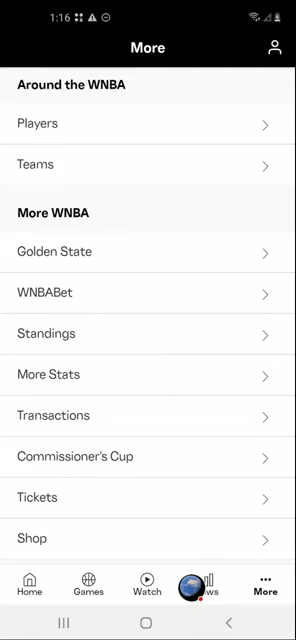 1:16
More
Around the WNBA
Players
Teams
More WNBA
Golden State
WNBABet
Standings
More Stats
Transactions
Commissioner's Cup
Tickets
Shop
Home
Games
Watch
More